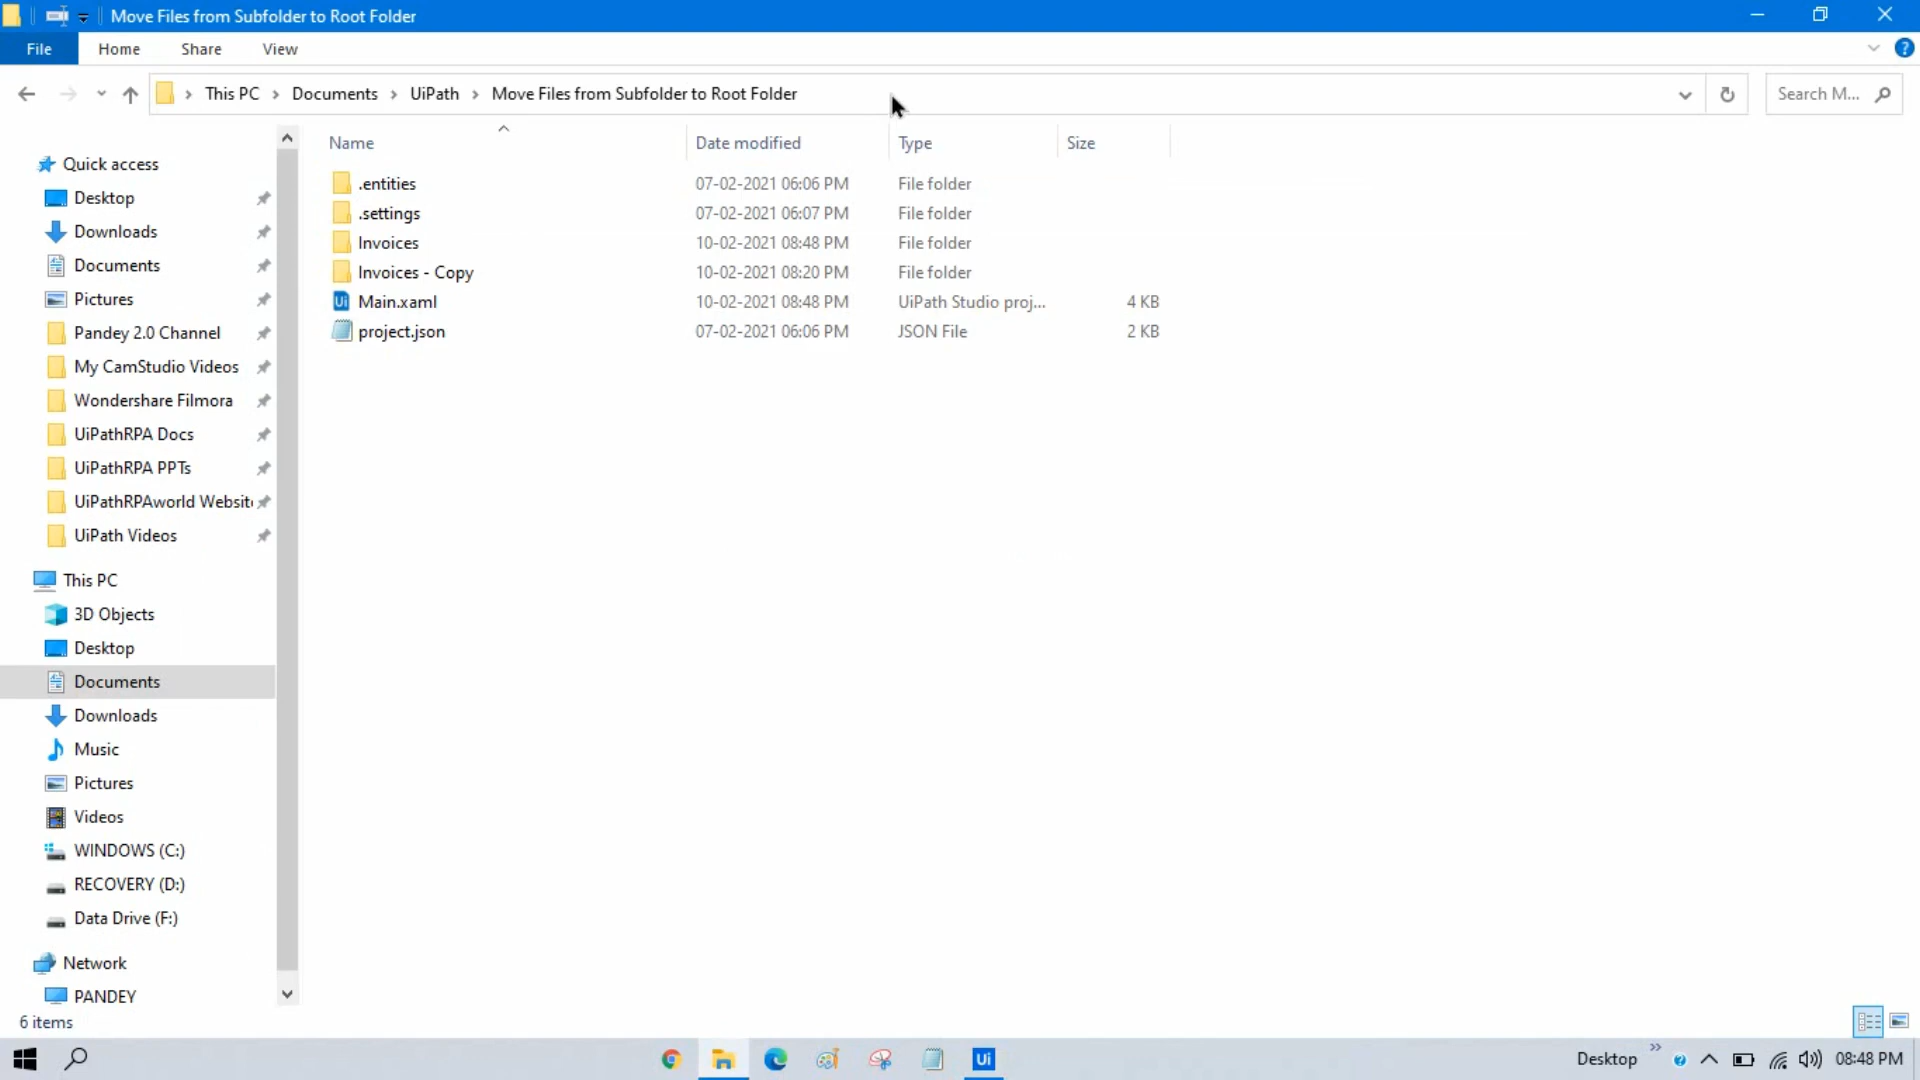 Move Files from Subfolder to Root Folder
File Home Share View
This PC Documents UiPath Move Files from Subfolder to Root Folder
Search M...
Name Date modified Type Size
Quick access
Desktop
Downloads
Documents
Pictures
Pandey 2.0 Channel
My CamStudio Videos
Wondershare Filmora
UiPathRPA Docs
UiPathRPA PPTs
UiPathRPAworld Website
UiPath Videos
This PC
3D Objects
Desktop
Documents
Downloads
Music
Pictures
Videos
WINDOWS (C:)
RECOVERY (D:)
Data Drive (F:)
Network
PANDEY
.entities 07-02-2021 06:06 PM File folder
.settings 07-02-2021 06:07 PM File folder
Invoices 10-02-2021 08:48 PM File folder
Invoices - Copy 10-02-2021 08:20 PM File folder
Main.xaml 10-02-2021 08:48 PM UiPath Studio proj... 4 KB
project.json 07-02-2021 06:06 PM JSON File 2 KB
6 items
Ui
Desktop 08:48 PM